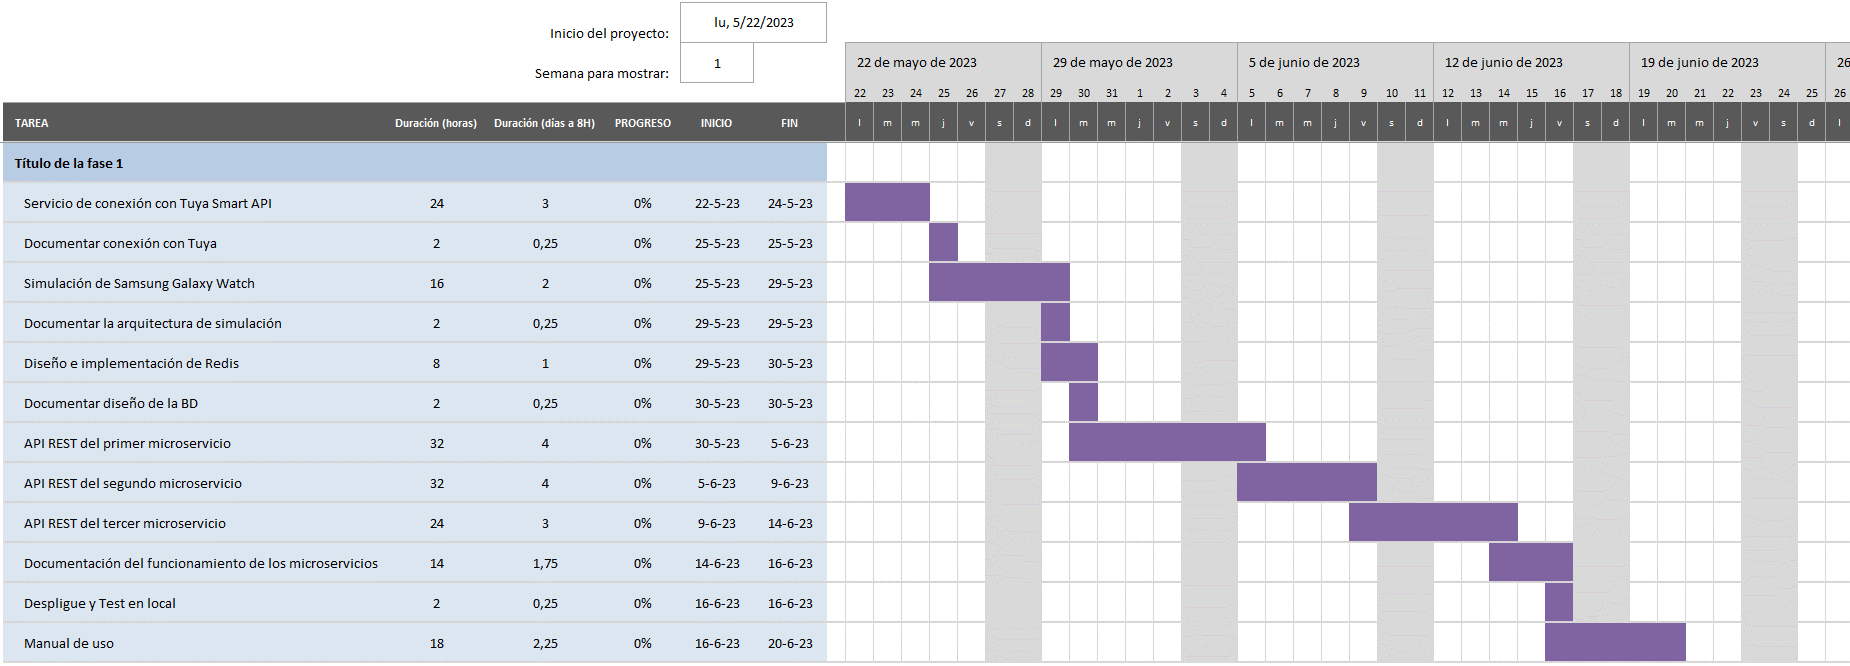 Inicio del proyecto: lu, 5/22/2023
Semana para mostrar: 1
22 de mayo de 2023 29 de mayo de 2023 5 de junio de 2023 12 de junio de 2023 19 de junio de 2023 26
22 23 24 25 26 27 28 29 30 31 1 2 3 4 5 6 7 8 9 10 11 12 13 14 15 16 17 18 19 20 21 22 23 24 25 26
TAREA Duración (horas) Duración (días a 8H) PROGRESO INICIO FIN l m m j v s d l m m j v s d l m m j v s d l m m j v s d l m m j v s d l
Título de la fase 1
Servicio de conexión con Tuya Smart API 24 3 0% 22-5-23 24-5-23
Documentar conexión con Tuya 2 0,25 0% 25-5-23 25-5-23
Simulación de Samsung Galaxy Watch 16 2 0% 25-5-23 29-5-23
Documentar la arquitectura de simulación 2 0,25 0% 29-5-23 29-5-23
Diseño e implementación de Redis 8 1 0% 29-5-23 30-5-23
Documentar diseño de la BD 2 0,25 0% 30-5-23 30-5-23
API REST del primer microservicio 32 4 0% 30-5-23 5-6-23
API REST del segundo microservicio 32 4 0% 5-6-23 9-6-23
API REST del tercer microservicio 24 3 0% 9-6-23 14-6-23
Documentación del funcionamiento de los microservicios 14 1,75 0% 14-6-23 16-6-23
Despligue y Test en local 2 0,25 0% 16-6-23 16-6-23
Manual de uso 18 2,25 0% 16-6-23 20-6-23